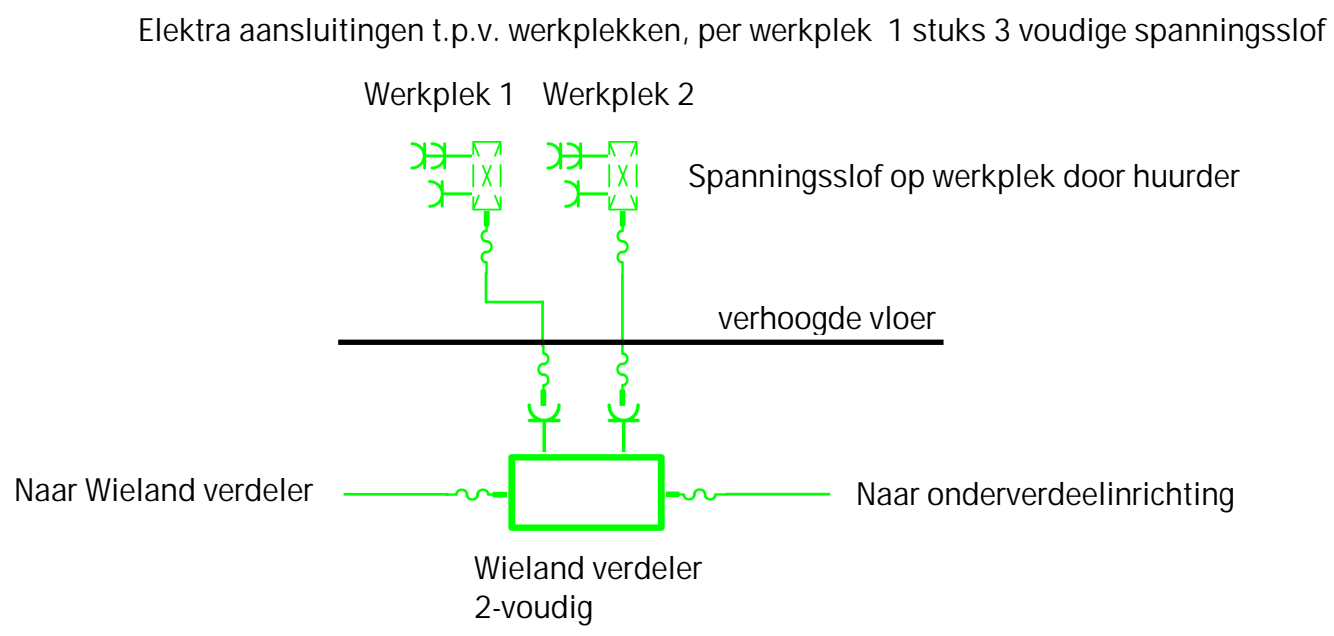 Elektra aansluitingen t.p.v. werkplekken, per werkplek 1 stuks 3 voudige spanningsslof
Werkplek 1 Werkplek 2
Spanningsslof op werkplek door huurder
verhoogde vloer
Naar Wieland verdeler
Naar onderverdeelinrichting
Wieland verdeler
2-voudig